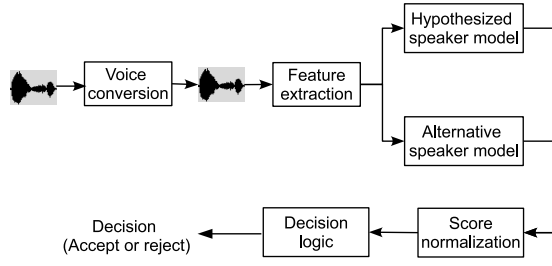 Hypothesized
speaker model
Voice
conversion
Feature
extraction
Alternative
speaker model
Decision
(Accept or reject)
Decision
logic
Score
normalization